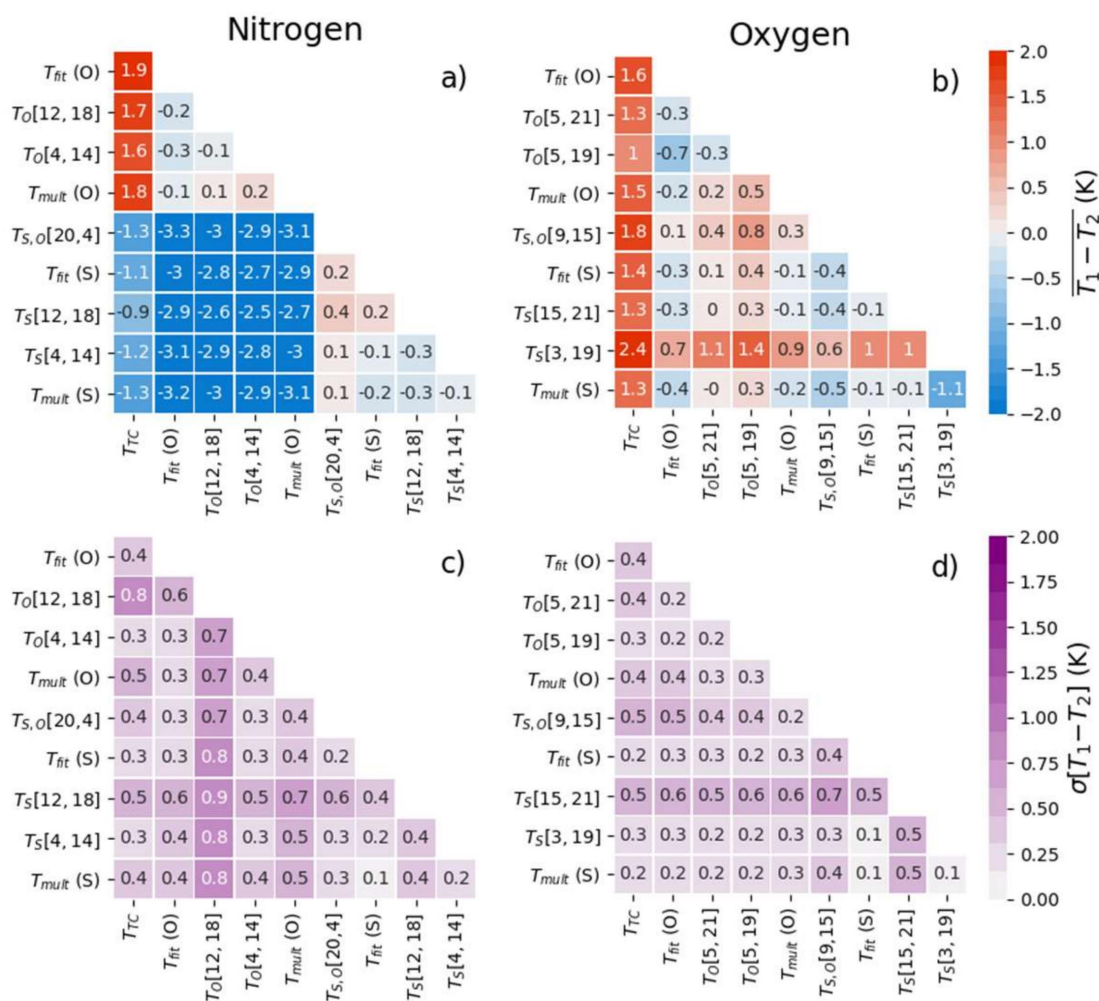 Nitrogen
Oxygen
a)
T_fit (O) 1.9
T_O[12, 18] 1.7 -0.2
T_O[4, 14] 1.6 -0.3 -0.1
T_mult (O) 1.8 -0.1 0.1 0.2
T_S,O[20,4] -1.3 -3.3 -3 -2.9 -3.1
T_fit (S) -1.1 -3 -2.8 -2.7 -2.9 0.2
T_S[12, 18] -0.9 -2.9 -2.6 -2.5 -2.7 0.4 0.2
T_S[4, 14] -1.2 -3.1 -2.9 -2.8 -3 0.1 -0.1 -0.3
T_mult (S) -1.3 -3.2 -3 -2.9 -3.1 0.1 -0.2 -0.3 -0.1
T_TC T_fit (O) T_O[12, 18] T_O[4, 14] T_mult (O) T_S,O[20,4] T_fit (S) T_S[12, 18] T_S[4, 14]
b)
T_fit (O) 1.6
T_O[5, 21] 1.3 -0.3
T_O[5, 19] 1 -0.7 -0.3
T_mult (O) 1.5 -0.2 0.2 0.5
T_S,O[9,15] 1.8 0.1 0.4 0.8 0.3
T_fit (S) 1.4 -0.3 0.1 0.4 -0.1 -0.4
T_S[15, 21] 1.3 -0.3 0 0.3 -0.1 -0.4 -0.1
T_S[3, 19] 2.4 0.7 1.1 1.4 0.9 0.6 1 1
T_mult (S) 1.3 -0.4 -0 0.3 -0.2 -0.5 -0.1 -0.1 -1.1
T_TC T_fit (O) T_O[5, 21] T_O[5, 19] T_mult (O) T_S,O[9,15] T_fit (S) T_S[15, 21] T_S[3, 19]
2.0
1.5
1.0
0.5
0.0
−0.5
−1.0
−1.5
−2.0
T₁ − T₂ (K)
c)
T_fit (O) 0.4
T_O[12, 18] 0.8 0.6
T_O[4, 14] 0.3 0.3 0.7
T_mult (O) 0.5 0.3 0.7 0.4
T_S,O[20,4] 0.4 0.3 0.7 0.3 0.4
T_fit (S) 0.3 0.3 0.8 0.3 0.4 0.2
T_S[12, 18] 0.5 0.6 0.9 0.5 0.7 0.6 0.4
T_S[4, 14] 0.3 0.4 0.8 0.3 0.5 0.3 0.2 0.4
T_mult (S) 0.4 0.4 0.8 0.4 0.5 0.3 0.1 0.4 0.2
T_TC T_fit (O) T_O[12, 18] T_O[4, 14] T_mult (O) T_S,O[20,4] T_fit (S) T_S[12, 18] T_S[4, 14]
d)
T_fit (O) 0.4
T_O[5, 21] 0.4 0.2
T_O[5, 19] 0.3 0.2 0.2
T_mult (O) 0.4 0.4 0.3 0.3
T_S,O[9,15] 0.5 0.5 0.4 0.4 0.2
T_fit (S) 0.2 0.3 0.3 0.2 0.3 0.4
T_S[15, 21] 0.5 0.6 0.5 0.6 0.6 0.7 0.5
T_S[3, 19] 0.3 0.3 0.2 0.2 0.3 0.3 0.1 0.5
T_mult (S) 0.2 0.2 0.2 0.2 0.3 0.4 0.1 0.5 0.1
T_TC T_fit (O) T_O[5, 21] T_O[5, 19] T_mult (O) T_S,O[9,15] T_fit (S) T_S[15, 21] T_S[3, 19]
2.00
1.75
1.50
1.25
1.00
0.75
0.50
0.25
0.00
σ[T₁ − T₂] (K)